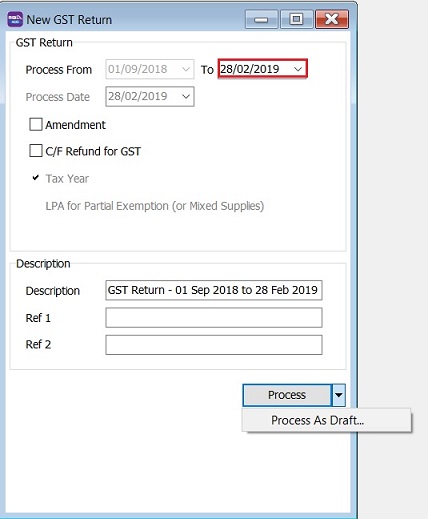 New GST Return
GST Return
Process From 01/09/2018 To 28/02/2019
Process Date 28/02/2019
Amendment
C/F Refund for GST
Tax Year
LPA for Partial Exemption (or Mixed Supplies)
Description
Description GST Return - 01 Sep 2018 to 28 Feb 2019
Ref 1
Ref 2
Process
Process As Draft...